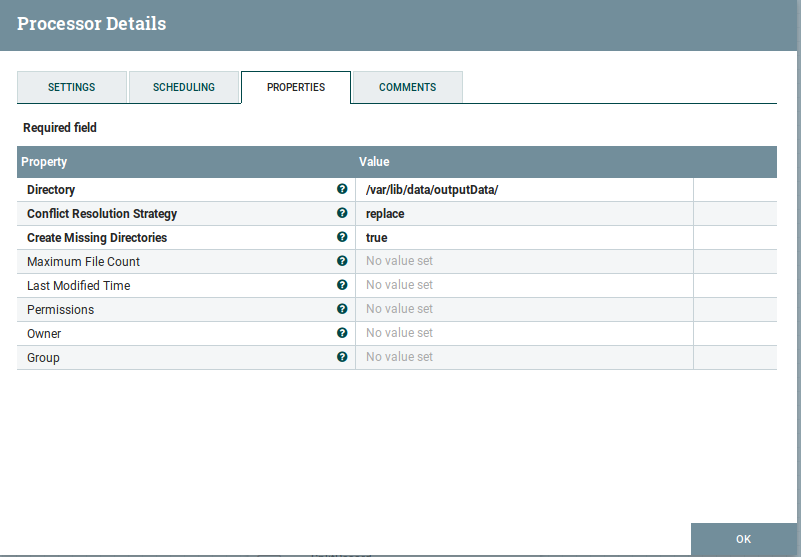 Processor Details
SETTINGS SCHEDULING PROPERTIES COMMENTS
Required field
Property Value
Directory ? /var/lib/data/outputData/
Conflict Resolution Strategy ? replace
Create Missing Directories ? true
Maximum File Count ? No value set
Last Modified Time ? No value set
Permissions ? No value set
Owner ? No value set
Group ? No value set
OK